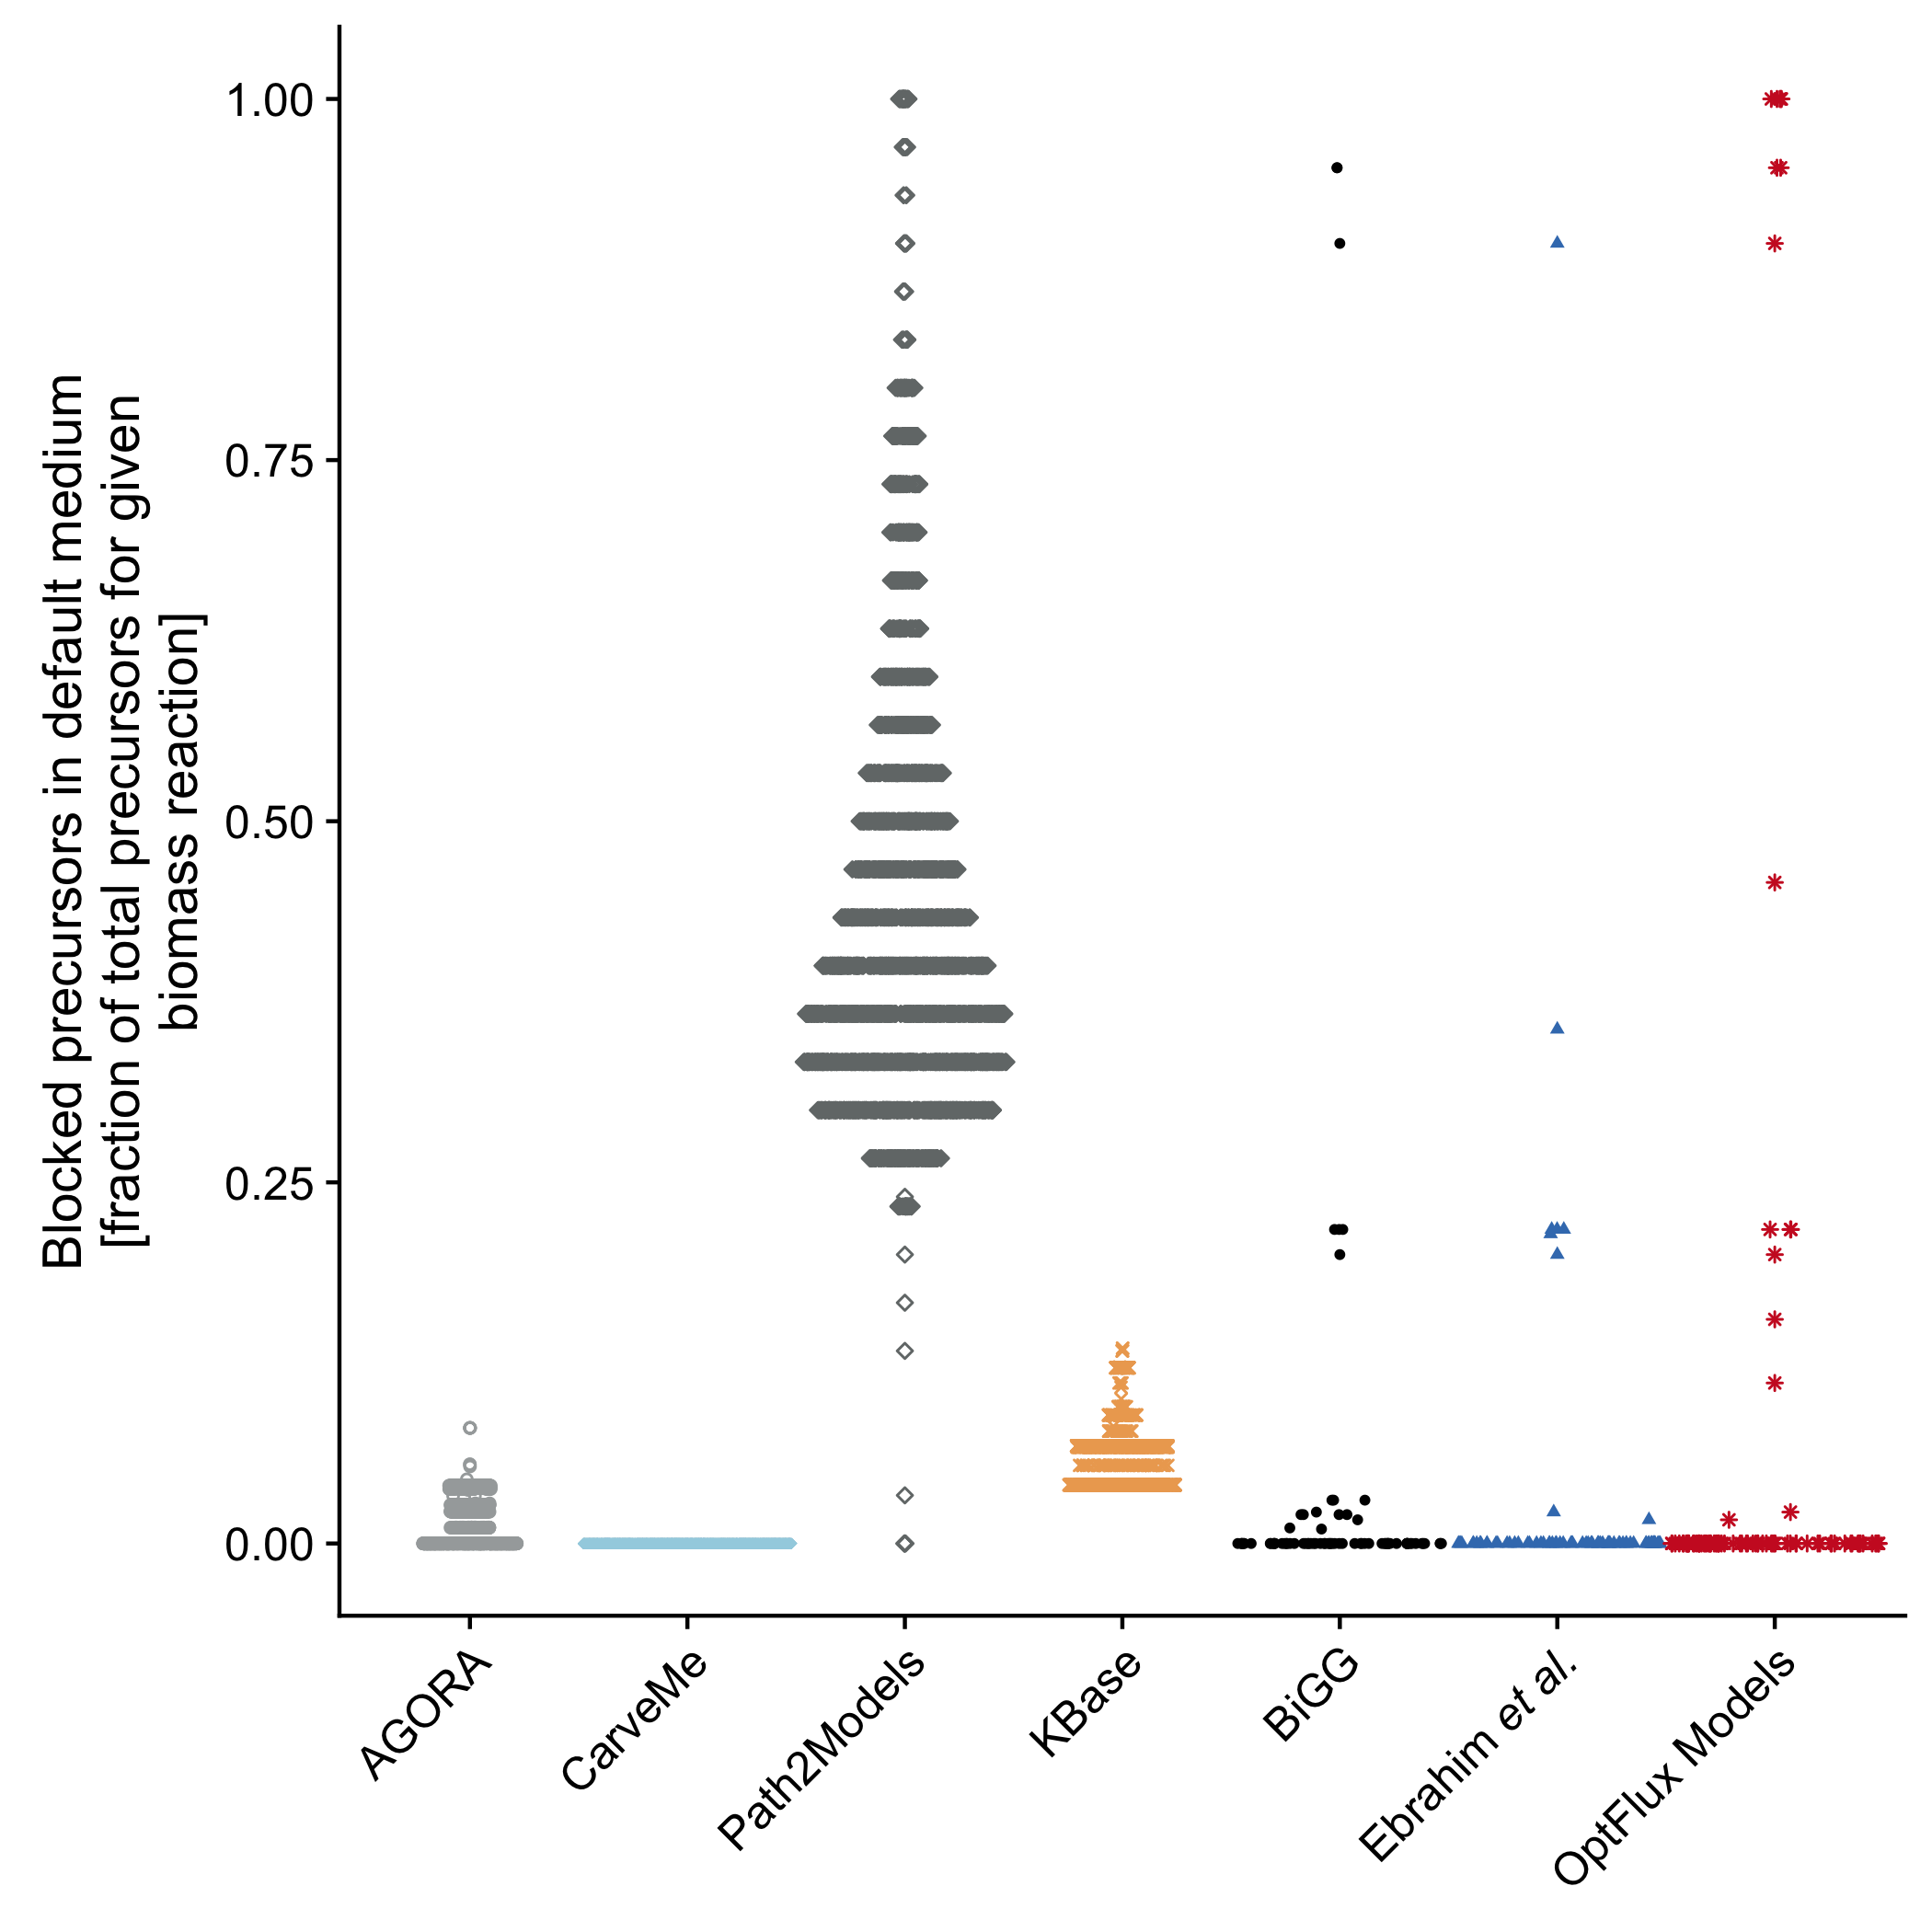 Blocked precursors in default medium
[fraction of total precursors for given
biomass reaction]
1.00
0.75
0.50
0.25
0.00
AGORA
CarveMe
Path2Models
KBase
BiGG
Ebrahim et al.
OptFlux Models